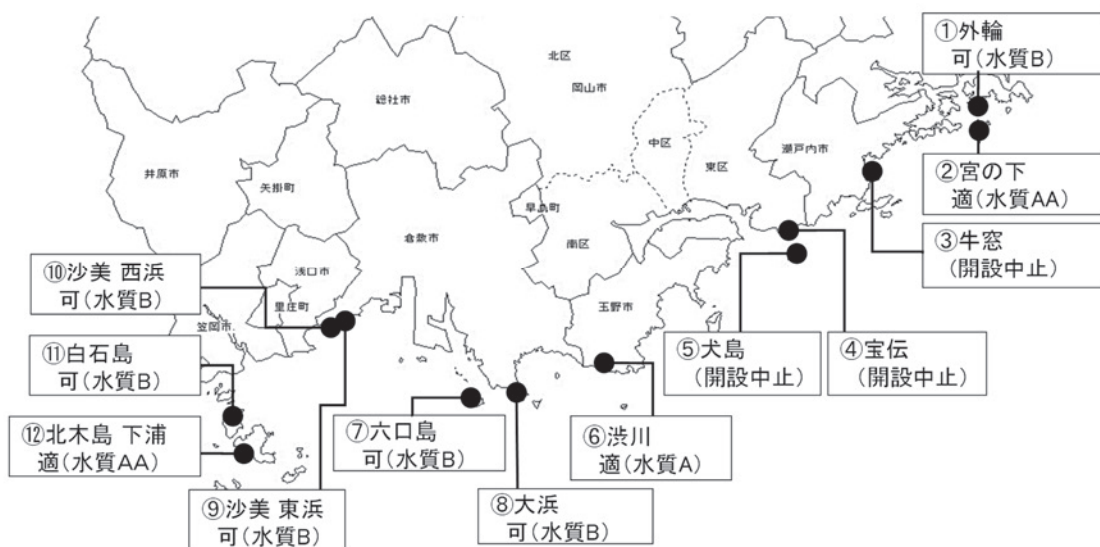 ①外輪
可(水質B)
②宮の下
適(水質AA)
③牛窓
(開設中止)
④宝伝
(開設中止)
⑤犬島
(開設中止)
⑥渋川
適(水質A)
⑦六口島
可(水質B)
⑧大浜
可(水質B)
⑨沙美 東浜
可(水質B)
⑩沙美 西浜
可(水質B)
⑪白石島
可(水質B)
⑫北木島 下浦
適(水質AA)
北区
岡山市
総社市
中区
東区
瀬戸内市
井原市
矢掛町
早島町
倉敷市
南区
浅口市
里庄町
玉野市
笠岡市